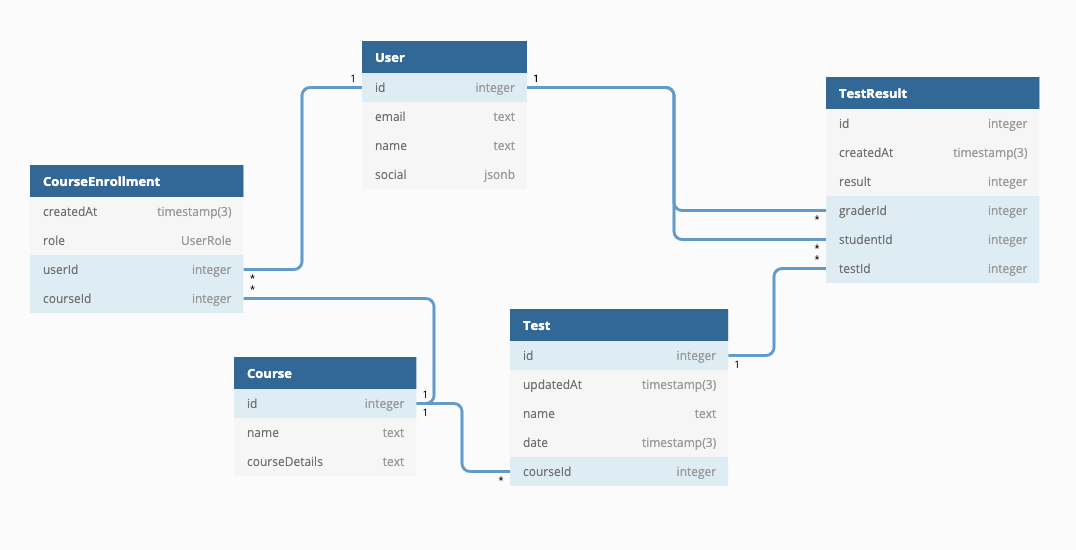 User
1
id integer
1
email text
name text
social jsonb
TestResult
id integer
createdAt timestamp(3)
result integer
graderId integer
*
studentId integer
*
*
testId integer
CourseEnrollment
createdAt timestamp(3)
role UserRole
userId integer
*
*
courseId integer
Test
id integer
1
updatedAt timestamp(3)
name text
date timestamp(3)
courseId integer
*
Course
1
id integer
1
name text
courseDetails text